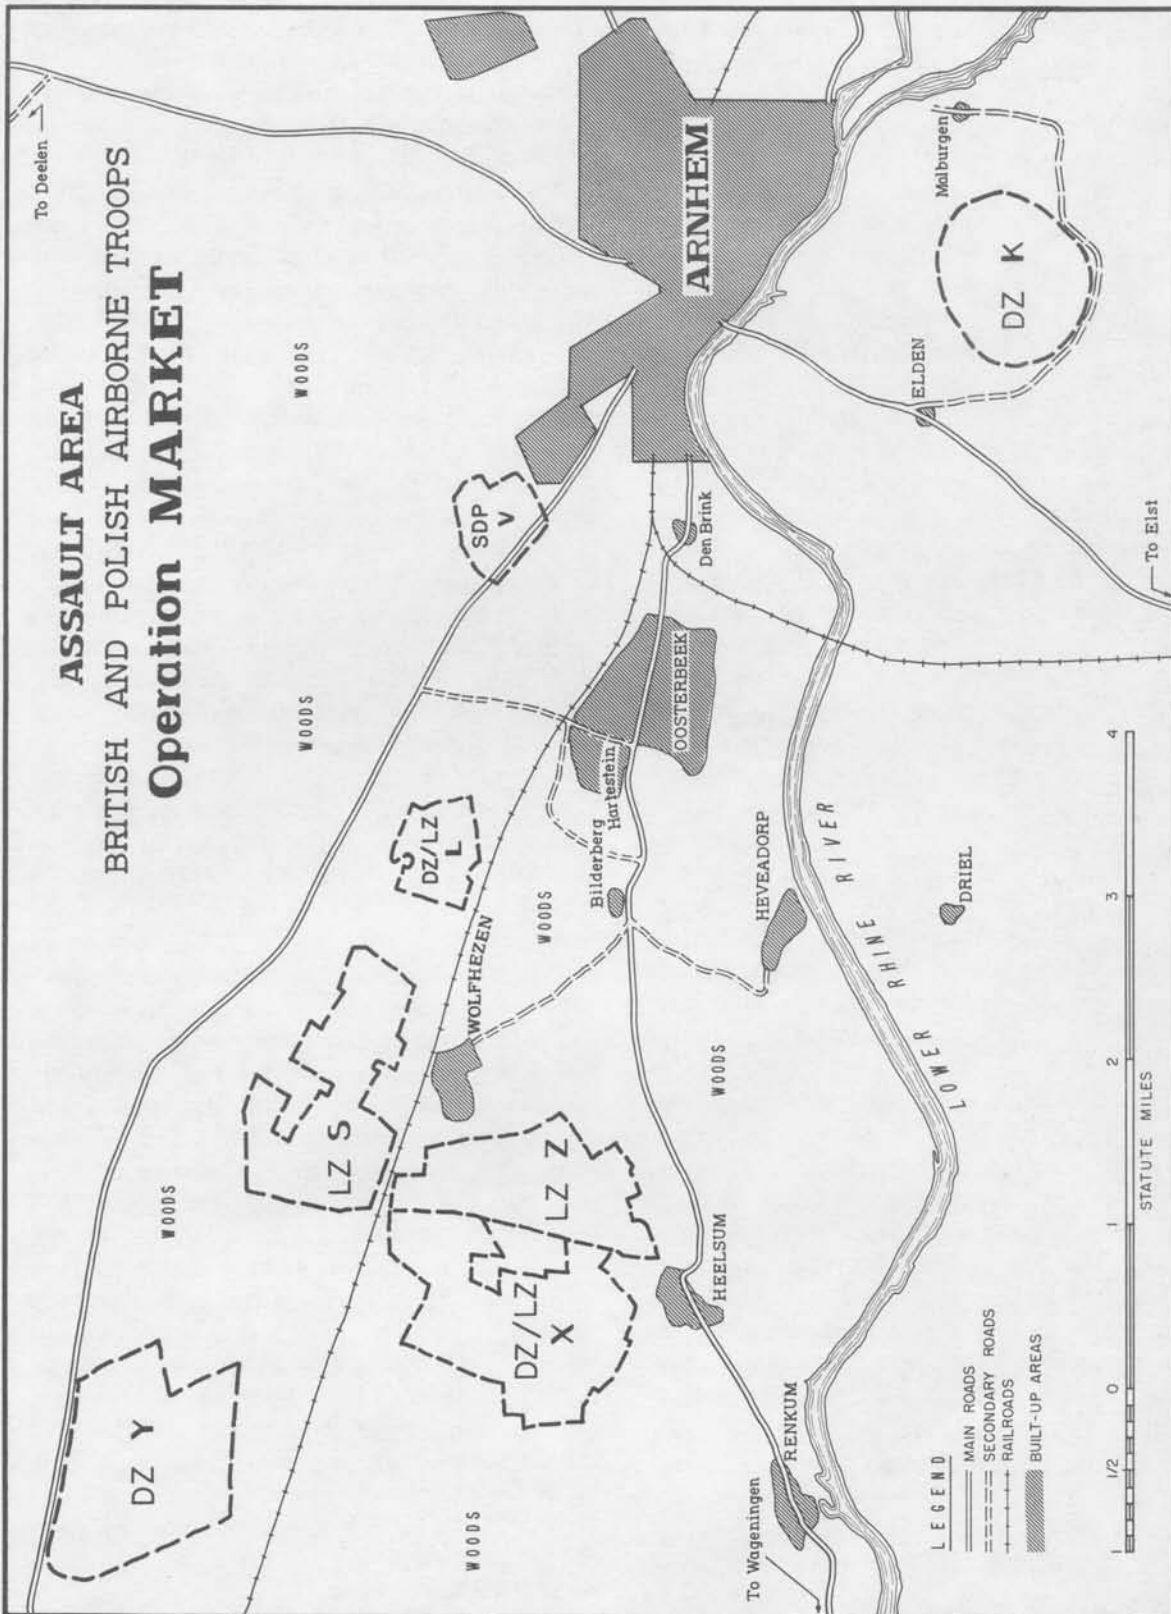 ASSAULT AREA
BRITISH AND POLISH AIRBORNE TROOPS
Operation MARKET
To Deelen
WOODS
WOODS
WOODS
DZ Y
LZ S
DZ/LZ
L
SDP
V
ARNHEM
WOLFHEZEN
DZ/LZ
X
LZ Z
WOODS
WOODS
Bilderberg
Hartestein
OOSTERBEEK
Den Brink
HEELSUM
WOODS
HEVEADORP
RENKUM
To Wageningen
LOWER RHINE RIVER
DRIEL
ELDEN
Malburgen
DZ K
To Elst
LEGEND
MAIN ROADS
SECONDARY ROADS
RAILROADS
BUILT-UP AREAS
1 1/2 0 1 2 3 4
STATUTE MILES